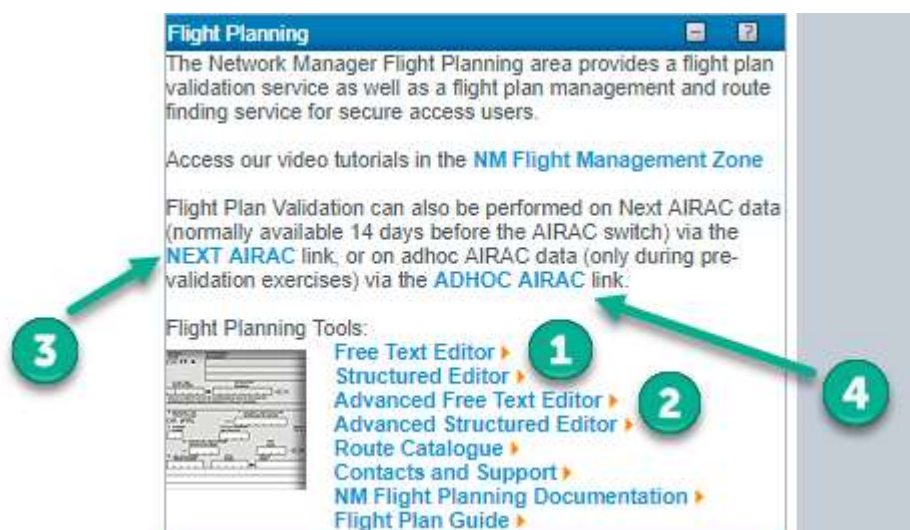 Flight Planning
The Network Manager Flight Planning area provides a flight plan
validation service as well as a flight plan management and route
finding service for secure access users.
Access our video tutorials in the NM Flight Management Zone
Flight Plan Validation can also be performed on Next AIRAC data
(normally available 14 days before the AIRAC switch) via the
NEXT AIRAC link, or on adhoc AIRAC data (only during pre-
validation exercises) via the ADHOC AIRAC link.
3
Flight Planning Tools:
Free Text Editor
1
Structured Editor
Advanced Free Text Editor
2
4
Advanced Structured Editor
Route Catalogue
Contacts and Support
NM Flight Planning Documentation
Flight Plan Guide